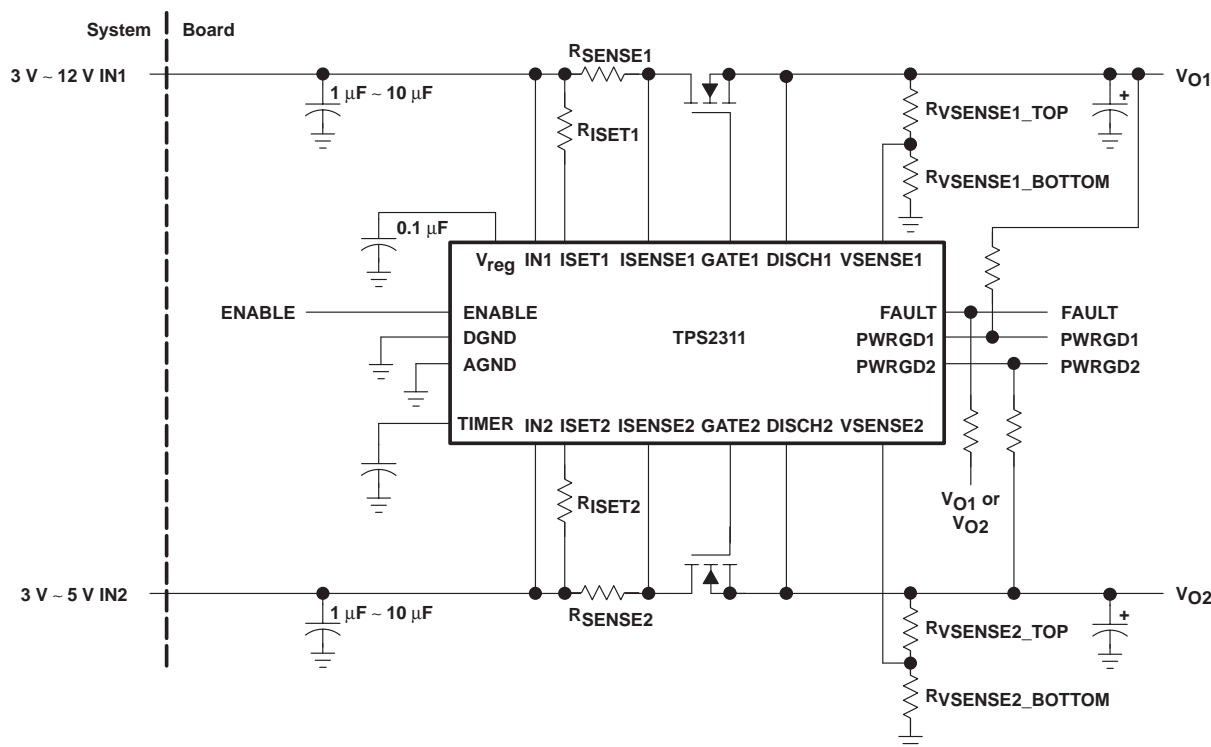 System Board
3 V ~ 12 V IN1
RSENSE1
VO1
1 μF ~ 10 μF
RISET1
RVSENSE1_TOP
+
RVSENSE1_BOTTOM
0.1 μF
Vreg IN1 ISET1 ISENSE1 GATE1 DISCH1 VSENSE1
ENABLE ENABLE FAULT FAULT
DGND TPS2311 PWRGD1 PWRGD1
AGND PWRGD2 PWRGD2
TIMER IN2 ISET2 ISENSE2 GATE2 DISCH2 VSENSE2
RISET2
VO1 or
VO2
3 V ~ 5 V IN2
VO2
1 μF ~ 10 μF
RSENSE2
RVSENSE2_TOP
+
RVSENSE2_BOTTOM